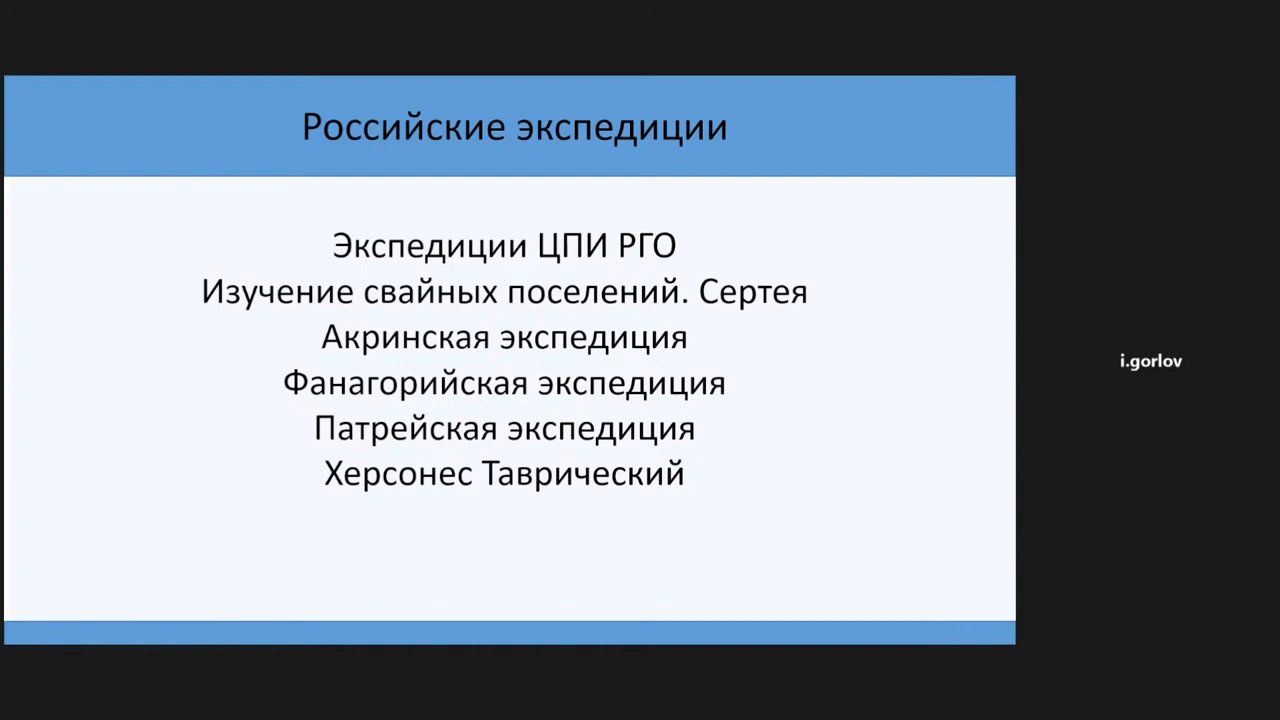 Российские экспедиции
Экспедиции ЦПИ РГО
Изучение свайных поселений. Сертея
Акринская экспедиция
Фанагорийская экспедиция
Патрейская экспедиция
Херсонес Таврический
i.gorlov